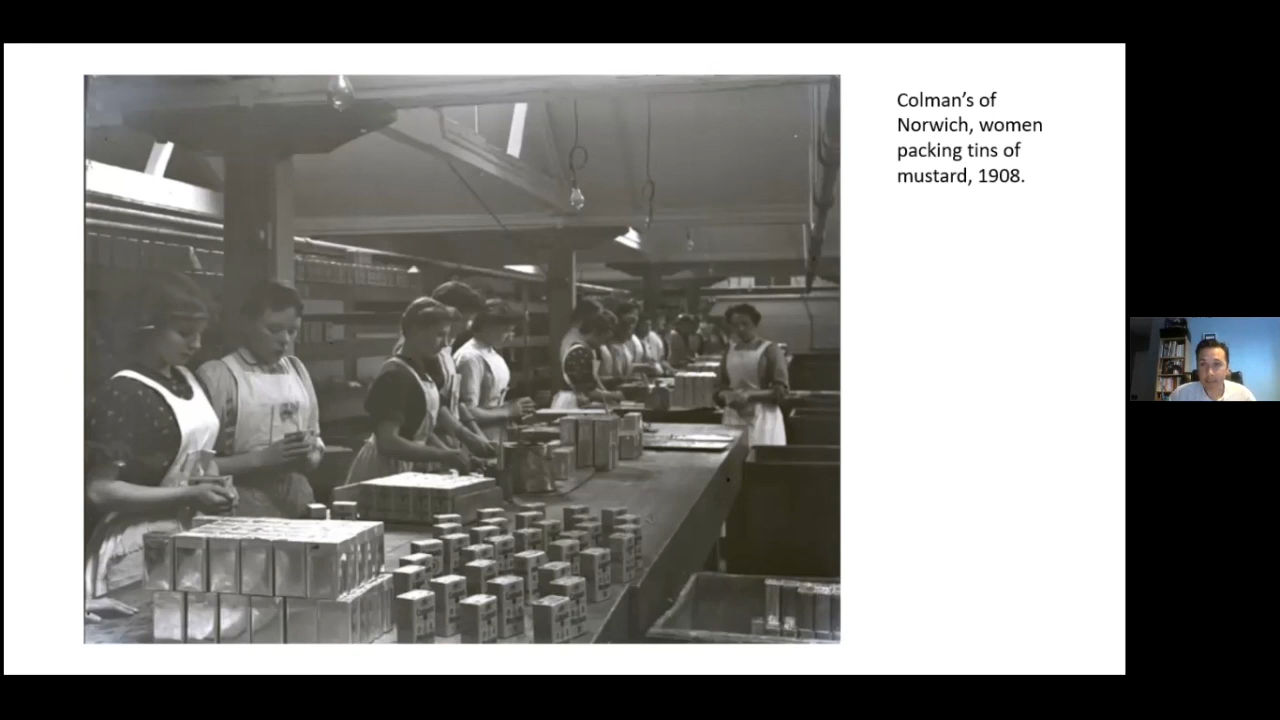 Colman’s of
Norwich, women
packing tins of
mustard, 1908.